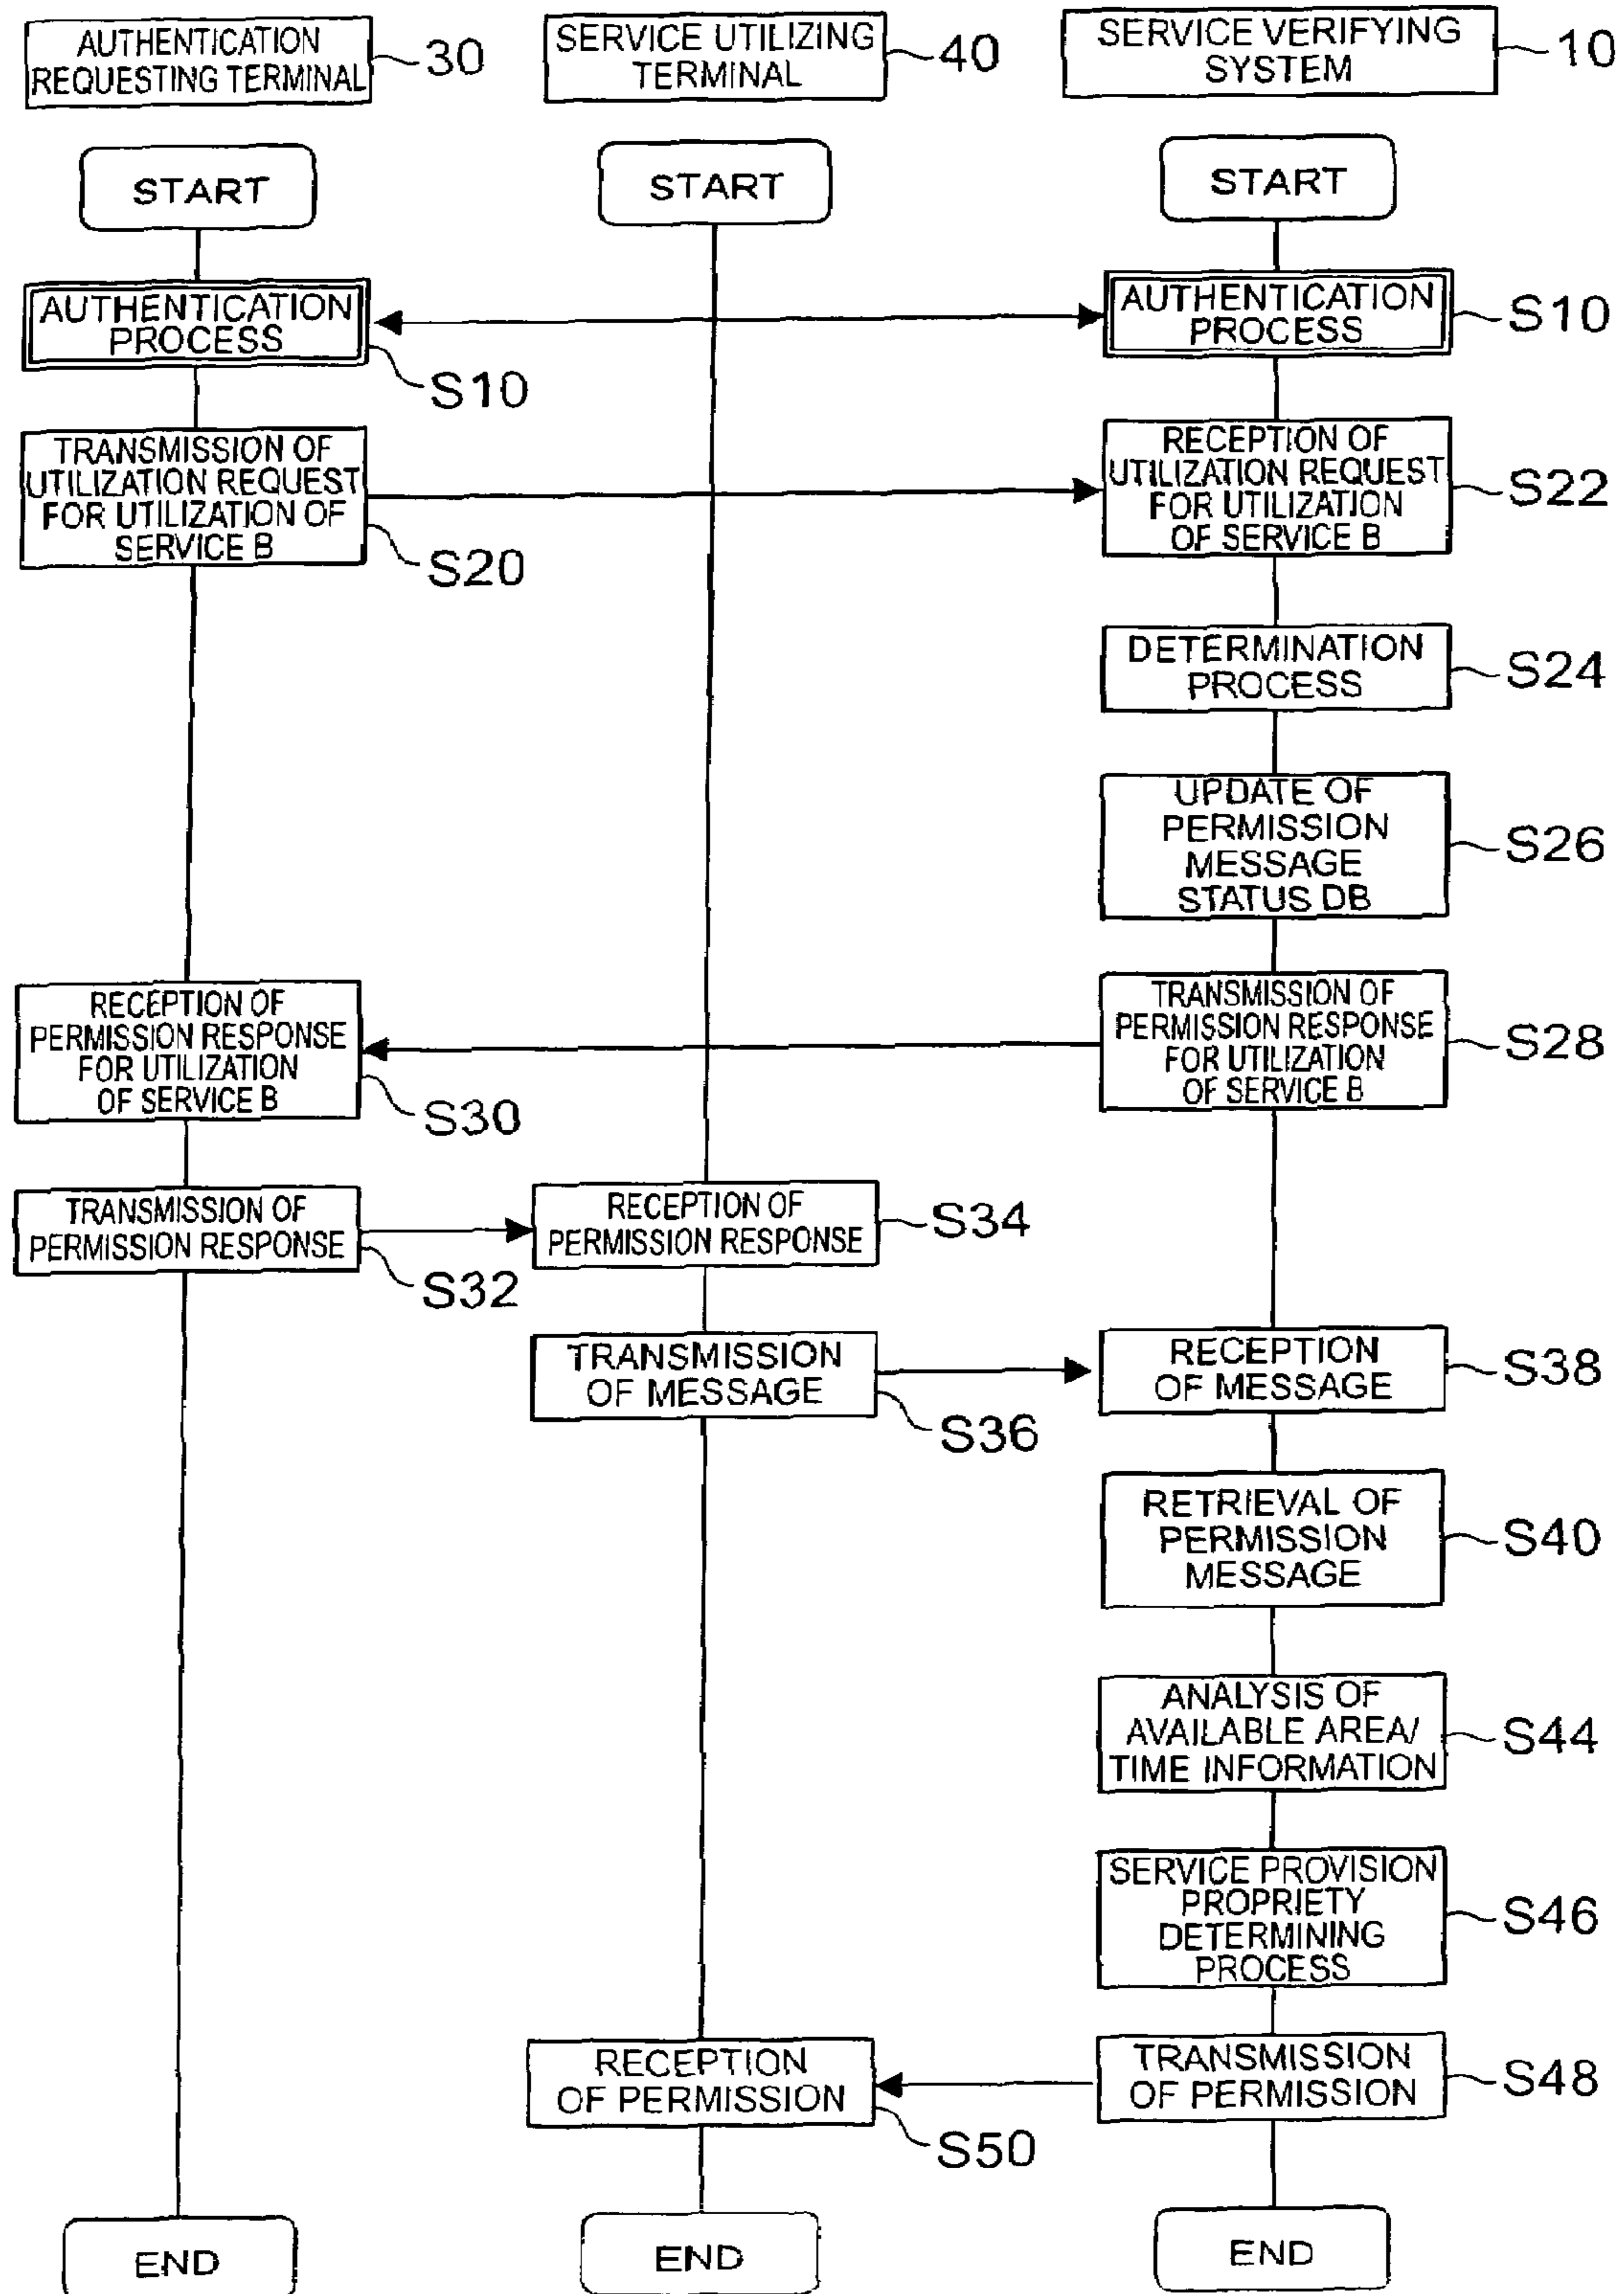 AUTHENTICATION
REQUESTING TERMINAL
30
SERVICE UTILIZING
TERMINAL
40
SERVICE VERIFYING
SYSTEM
10
START
START
START
AUTHENTICATION
PROCESS
S10
AUTHENTICATION
PROCESS
S10
TRANSMISSION OF
UTILIZATION REQUEST
FOR UTILIZATION OF
SERVICE B
S20
RECEPTION OF
UTILIZATION REQUEST
FOR UTILIZATION
OF SERVICE B
S22
DETERMINATION
PROCESS
S24
UPDATE OF
PERMISSION
MESSAGE
STATUS DB
S26
RECEPTION OF
PERMISSION RESPONSE
FOR UTILIZATION
OF SERVICE B
S30
TRANSMISSION OF
PERMISSION RESPONSE
FOR UTILIZATION
OF SERVICE B
S28
TRANSMISSION OF
PERMISSION RESPONSE
S32
RECEPTION OF
PERMISSION RESPONSE
S34
TRANSMISSION
OF MESSAGE
S36
RECEPTION
OF MESSAGE
S38
RETRIEVAL OF
PERMISSION
MESSAGE
S40
ANALYSIS OF
AVAILABLE AREA/
TIME INFORMATION
S44
SERVICE PROVISION
PROPRIETY
DETERMINING
PROCESS
S46
RECEPTION
OF PERMISSION
S50
TRANSMISSION
OF PERMISSION
S48
END
END
END